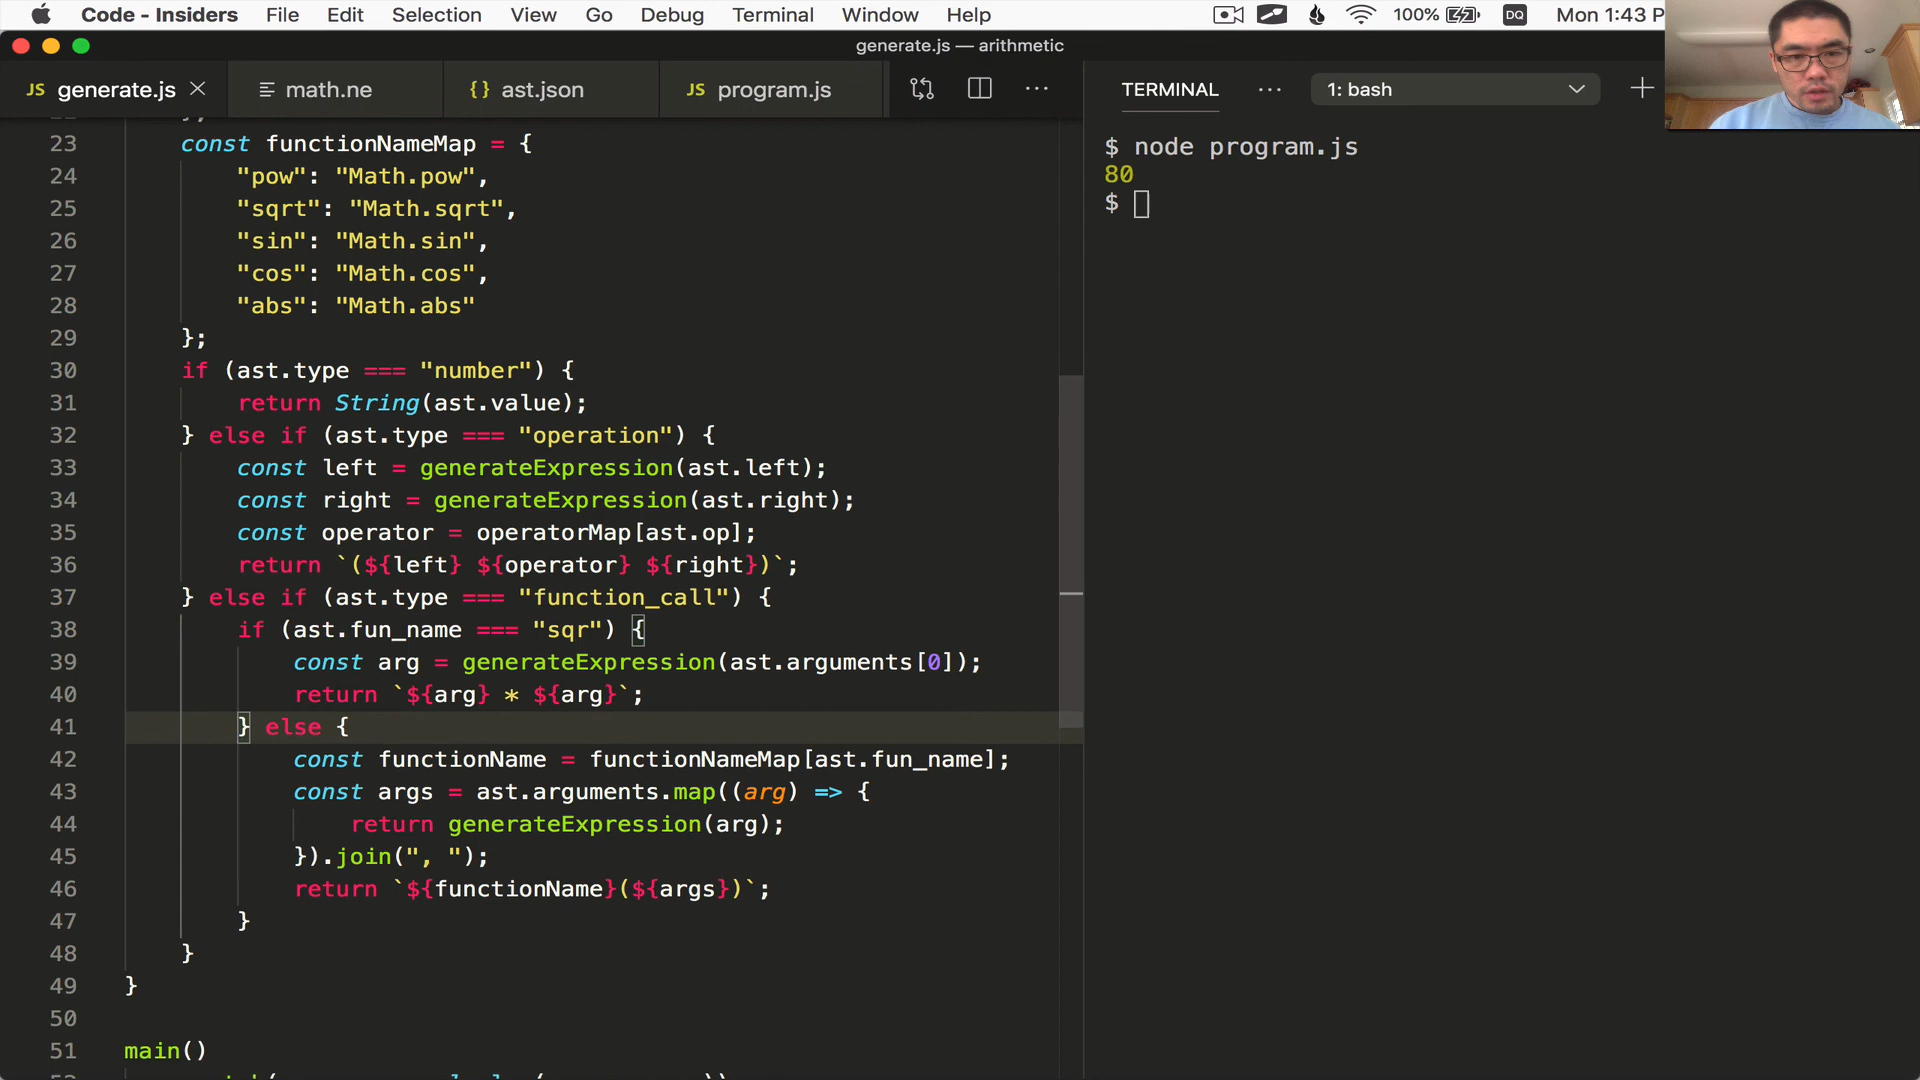 Code - Insiders File Edit Selection View Go Debug Terminal Window Help 100% DQ Mon 1:43 P
generate.js — arithmetic
JS generate.js math.ne {} ast.json JS program.js ··· TERMINAL ··· 1: bash
23 const functionNameMap = {
24 "pow": "Math.pow",
25 "sqrt": "Math.sqrt",
26 "sin": "Math.sin",
27 "cos": "Math.cos",
28 "abs": "Math.abs"
29 };
30 if (ast.type === "number") {
31 return String(ast.value);
32 } else if (ast.type === "operation") {
33 const left = generateExpression(ast.left);
34 const right = generateExpression(ast.right);
35 const operator = operatorMap[ast.op];
36 return `(${left} ${operator} ${right})`;
37 } else if (ast.type === "function_call") {
38 if (ast.fun_name === "sqr") {
39 const arg = generateExpression(ast.arguments[0]);
40 return `${arg} * ${arg}`;
41 } else {
42 const functionName = functionNameMap[ast.fun_name];
43 const args = ast.arguments.map((arg) => {
44 return generateExpression(arg);
45 }).join(", ");
46 return `${functionName}(${args})`;
47 }
48 }
49 }
50
51 main()
$ node program.js
80
$